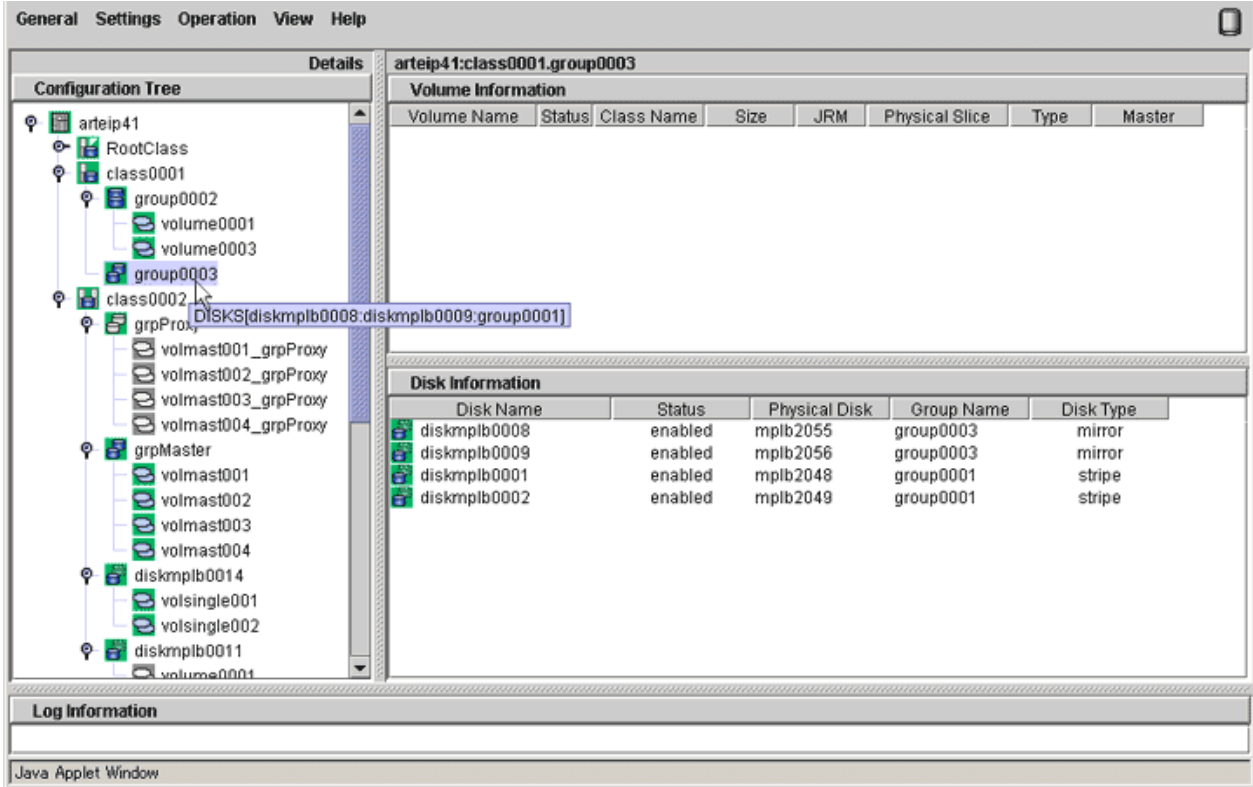 General Settings Operation View Help
Details
Configuration Tree
arteip41
RootClass
class0001
group0002
volume0001
volume0003
group0003
class0002
DISKS[diskmplb0008:diskmplb0009:group0001]
grpProxy
volmast001_grpProxy
volmast002_grpProxy
volmast003_grpProxy
volmast004_grpProxy
grpMaster
volmast001
volmast002
volmast003
volmast004
diskmplb0014
volsingle001
volsingle002
diskmplb0011
volume0001
arteip41:class0001.group0003
Volume Information
Volume Name Status Class Name Size JRM Physical Slice Type Master
Disk Information
Disk Name Status Physical Disk Group Name Disk Type
diskmplb0008 enabled mplb2055 group0003 mirror
diskmplb0009 enabled mplb2056 group0003 mirror
diskmplb0001 enabled mplb2048 group0001 stripe
diskmplb0002 enabled mplb2049 group0001 stripe
Log Information
Java Applet Window